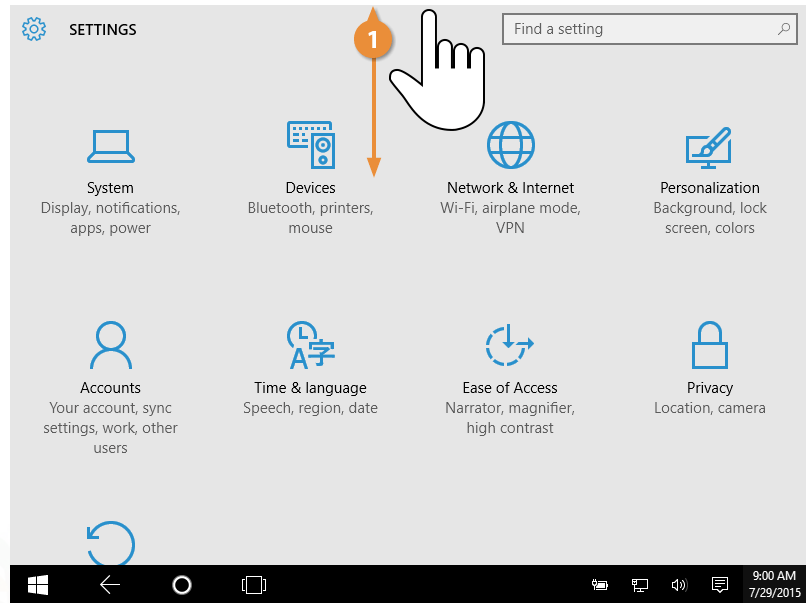 SETTINGS
1
Find a setting
System
Display, notifications,
apps, power
Devices
Bluetooth, printers,
mouse
Network & Internet
Wi-Fi, airplane mode,
VPN
Personalization
Background, lock
screen, colors
Accounts
Your account, sync
settings, work, other
users
A字
Time & language
Speech, region, date
Ease of Access
Narrator, magnifier,
high contrast
Privacy
Location, camera
9:00 AM
7/29/2015